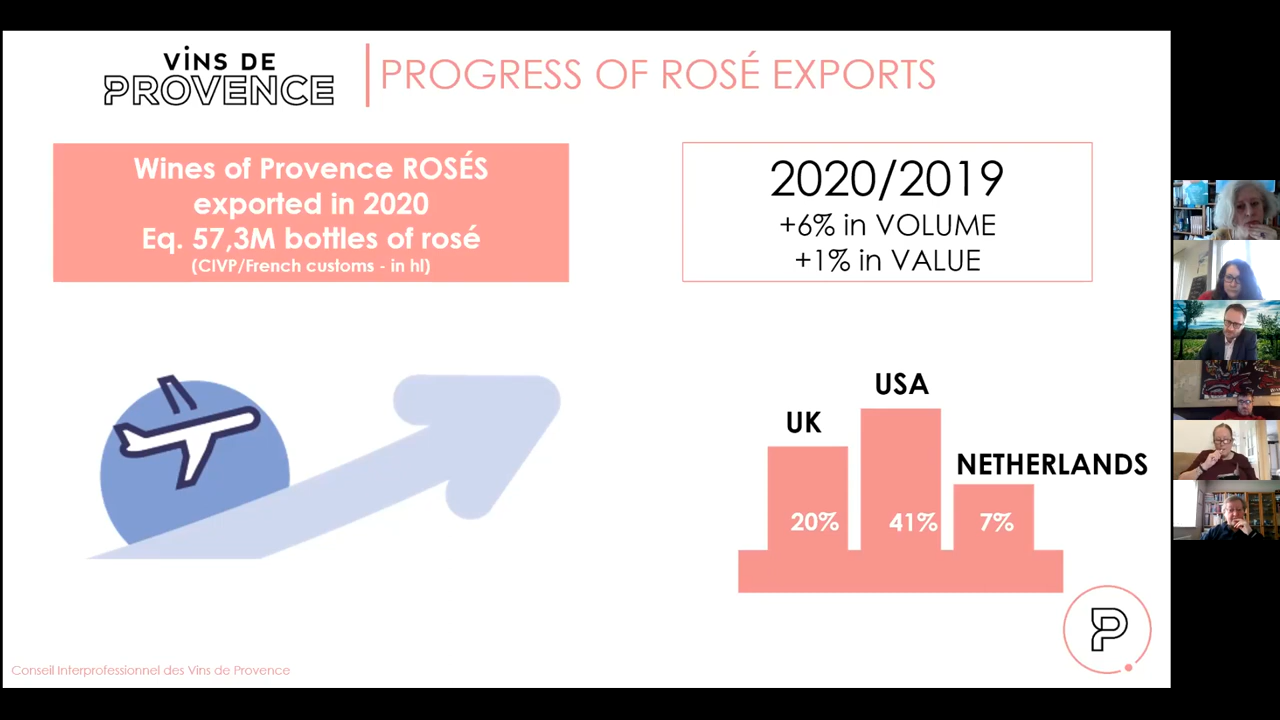 VINS DE
PROVENCE
PROGRESS OF ROSÉ EXPORTS
Wines of Provence ROSÉS
exported in 2020
Eq. 57,3M bottles of rosé
(CIVP/French customs - in hl)
2020/2019
+6% in VOLUME
+1% in VALUE
USA
UK
NETHERLANDS
20%
41%
7%
P
Conseil Interprofessionnel des Vins de Provence